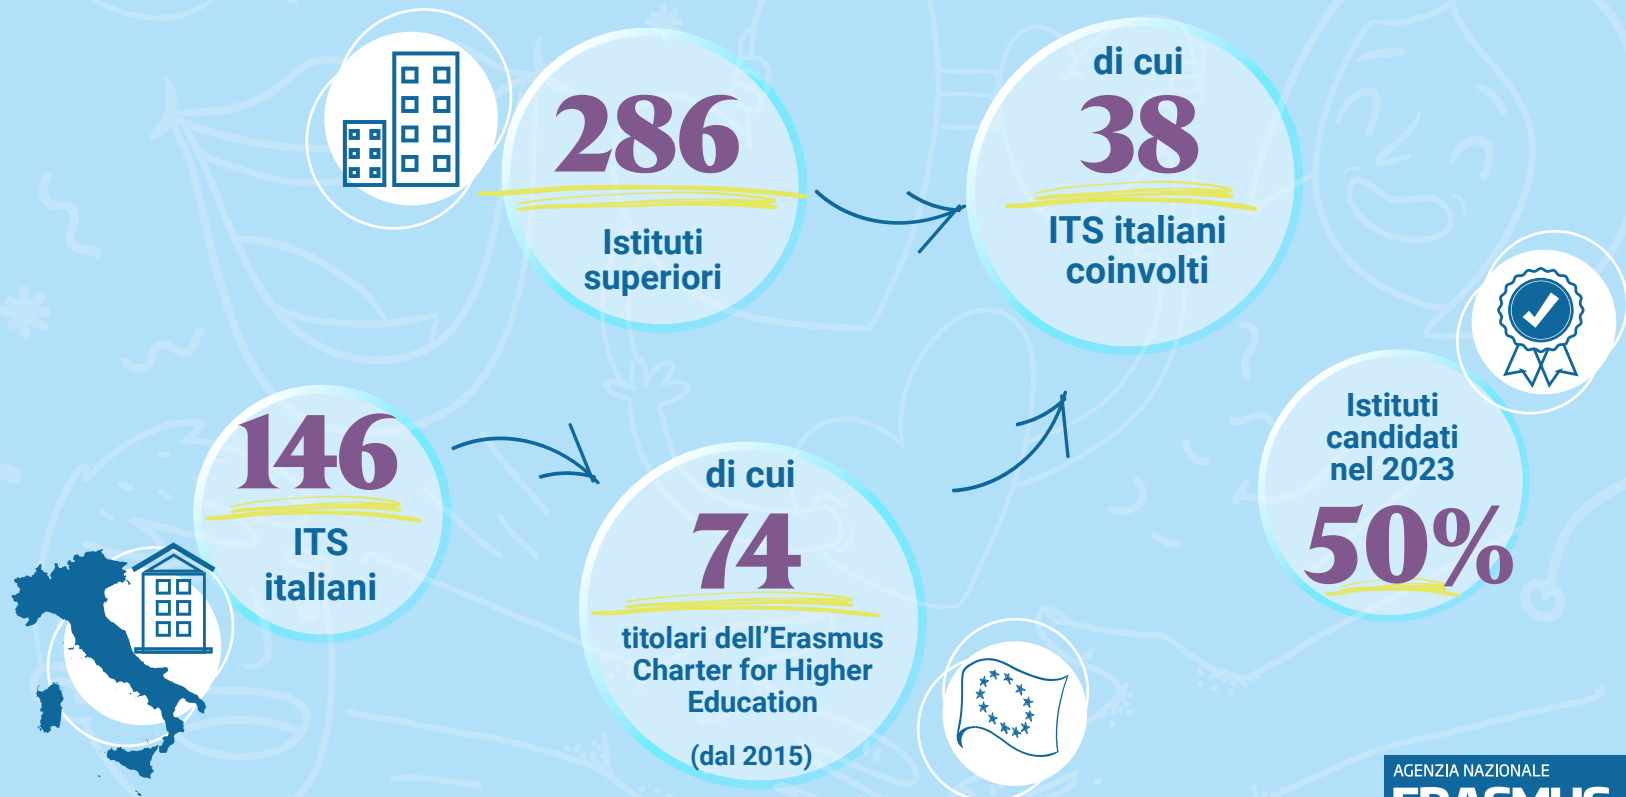 286
Istituti
superiori
di cui
38
ITS italiani
coinvolti
146
ITS
italiani
di cui
74
titolari dell’Erasmus
Charter for Higher
Education
(dal 2015)
Istituti
candidati
nel 2023
50%
AGENZIA NAZIONALE
ERASMUS